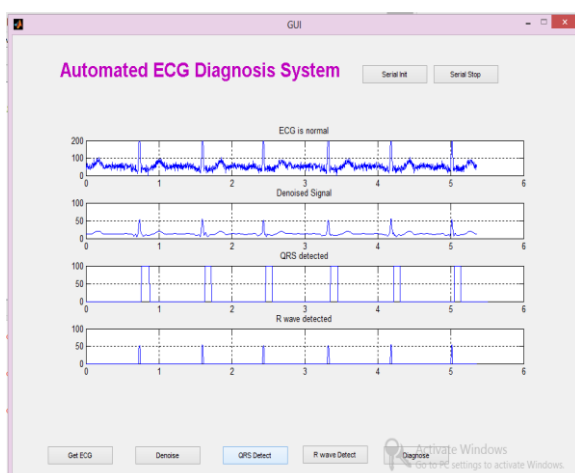 GUI
Automated ECG Diagnosis System
Serial Init
Serial Stop
ECG is normal
200
100
0
0 1 2 3 4 5 6
Denoised Signal
100
50
0
0 1 2 3 4 5 6
QRS detected
100
50
0
0 1 2 3 4 5 6
R wave detected
100
50
0
0 1 2 3 4 5 6
Get ECG
Denoise
QRS Detect
R wave Detect
Diagnose
Activate Windows
Go to PC settings to activate Windows.